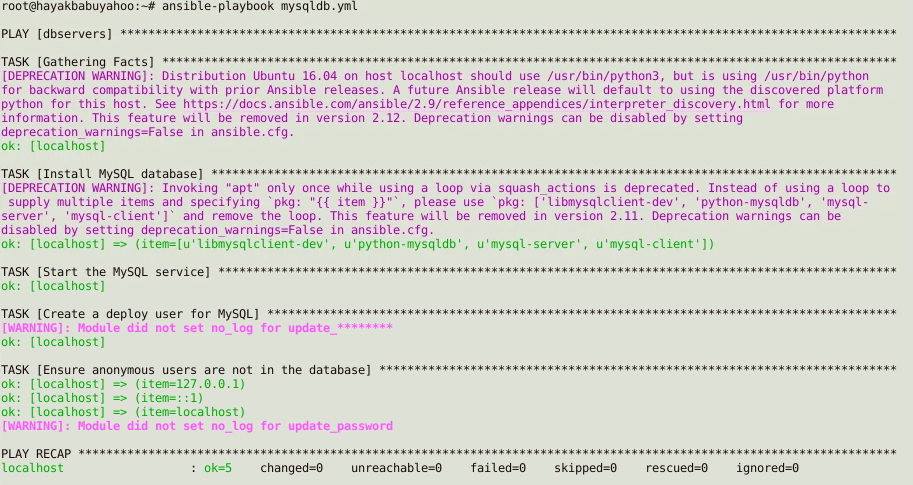 root@hayakbabuyahoo:~# ansible-playbook mysqldb.yml
PLAY [dbservers] ***************************************************************************************************************
TASK [Gathering Facts] *********************************************************************************************************
[DEPRECATION WARNING]: Distribution Ubuntu 16.04 on host localhost should use /usr/bin/python3, but is using /usr/bin/python
for backward compatibility with prior Ansible releases. A future Ansible release will default to using the discovered platform
python for this host. See https://docs.ansible.com/ansible/2.9/reference_appendices/interpreter_discovery.html for more
information. This feature will be removed in version 2.12. Deprecation warnings can be disabled by setting
deprecation_warnings=False in ansible.cfg.
ok: [localhost]
TASK [Install MySQL database] **************************************************************************************************
[DEPRECATION WARNING]: Invoking "apt" only once while using a loop via squash_actions is deprecated. Instead of using a loop to
supply multiple items and specifying `pkg: "{{ item }}"`, please use `pkg: ['libmysqlclient-dev', 'python-mysqldb', 'mysql-
server', 'mysql-client']` and remove the loop. This feature will be removed in version 2.11. Deprecation warnings can be
disabled by setting deprecation_warnings=False in ansible.cfg.
ok: [localhost] => (item=[u'libmysqlclient-dev', u'python-mysqldb', u'mysql-server', u'mysql-client'])
TASK [Start the MySQL service] *************************************************************************************************
ok: [localhost]
TASK [Create a deploy user for MySQL] ******************************************************************************************
[WARNING]: Module did not set no_log for update_********
ok: [localhost]
TASK [Ensure anonymous users are not in the database] **************************************************************************
ok: [localhost] => (item=127.0.0.1)
ok: [localhost] => (item=::1)
ok: [localhost] => (item=localhost)
[WARNING]: Module did not set no_log for update_password
PLAY RECAP *********************************************************************************************************************
localhost                  : ok=5    changed=0    unreachable=0    failed=0    skipped=0    rescued=0    ignored=0